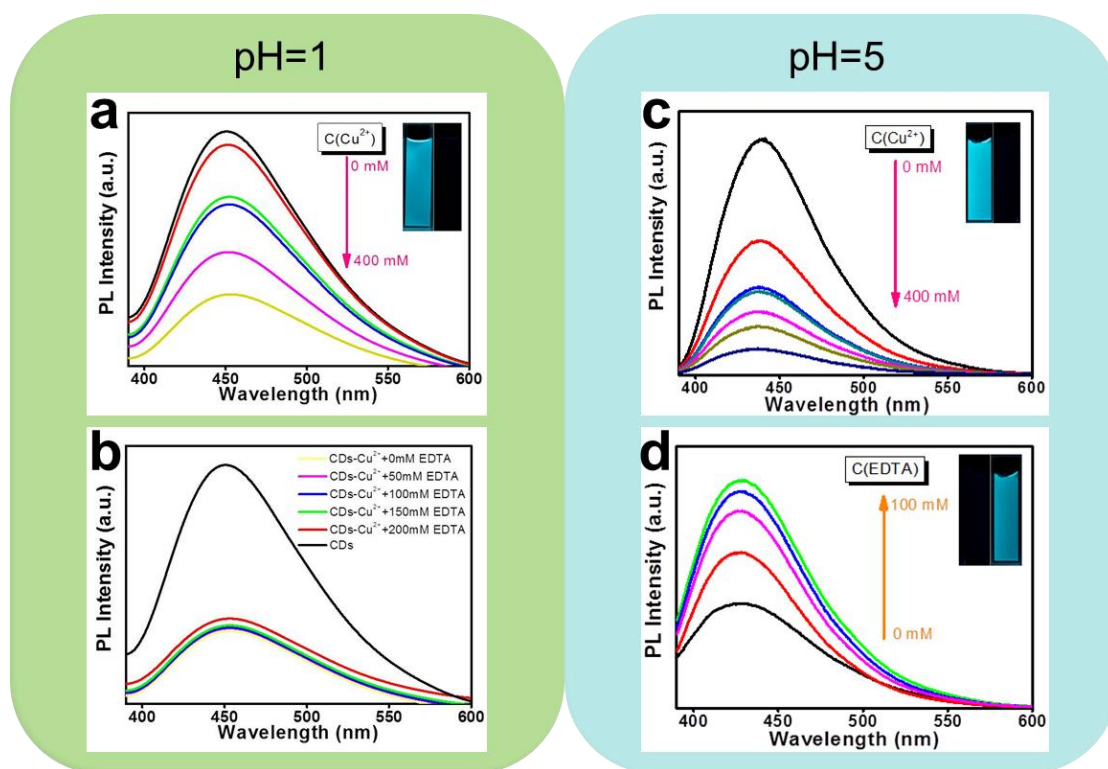 pH=1
pH=5
a
C(Cu²⁺)
0 mM
400 mM
PL Intensity (a.u.)
400 450 500 550 600
Wavelength (nm)
c
C(Cu²⁺)
0 mM
400 mM
PL Intensity (a.u.)
400 450 500 550 600
Wavelength (nm)
b
CDs-Cu²⁺+0mM EDTA
CDs-Cu²⁺+50mM EDTA
CDs-Cu²⁺+100mM EDTA
CDs-Cu²⁺+150mM EDTA
CDs-Cu²⁺+200mM EDTA
CDs
PL Intensity (a.u.)
400 450 500 550 600
Wavelength (nm)
d
C(EDTA)
100 mM
0 mM
PL Intensity (a.u.)
400 450 500 550 600
Wavelength (nm)